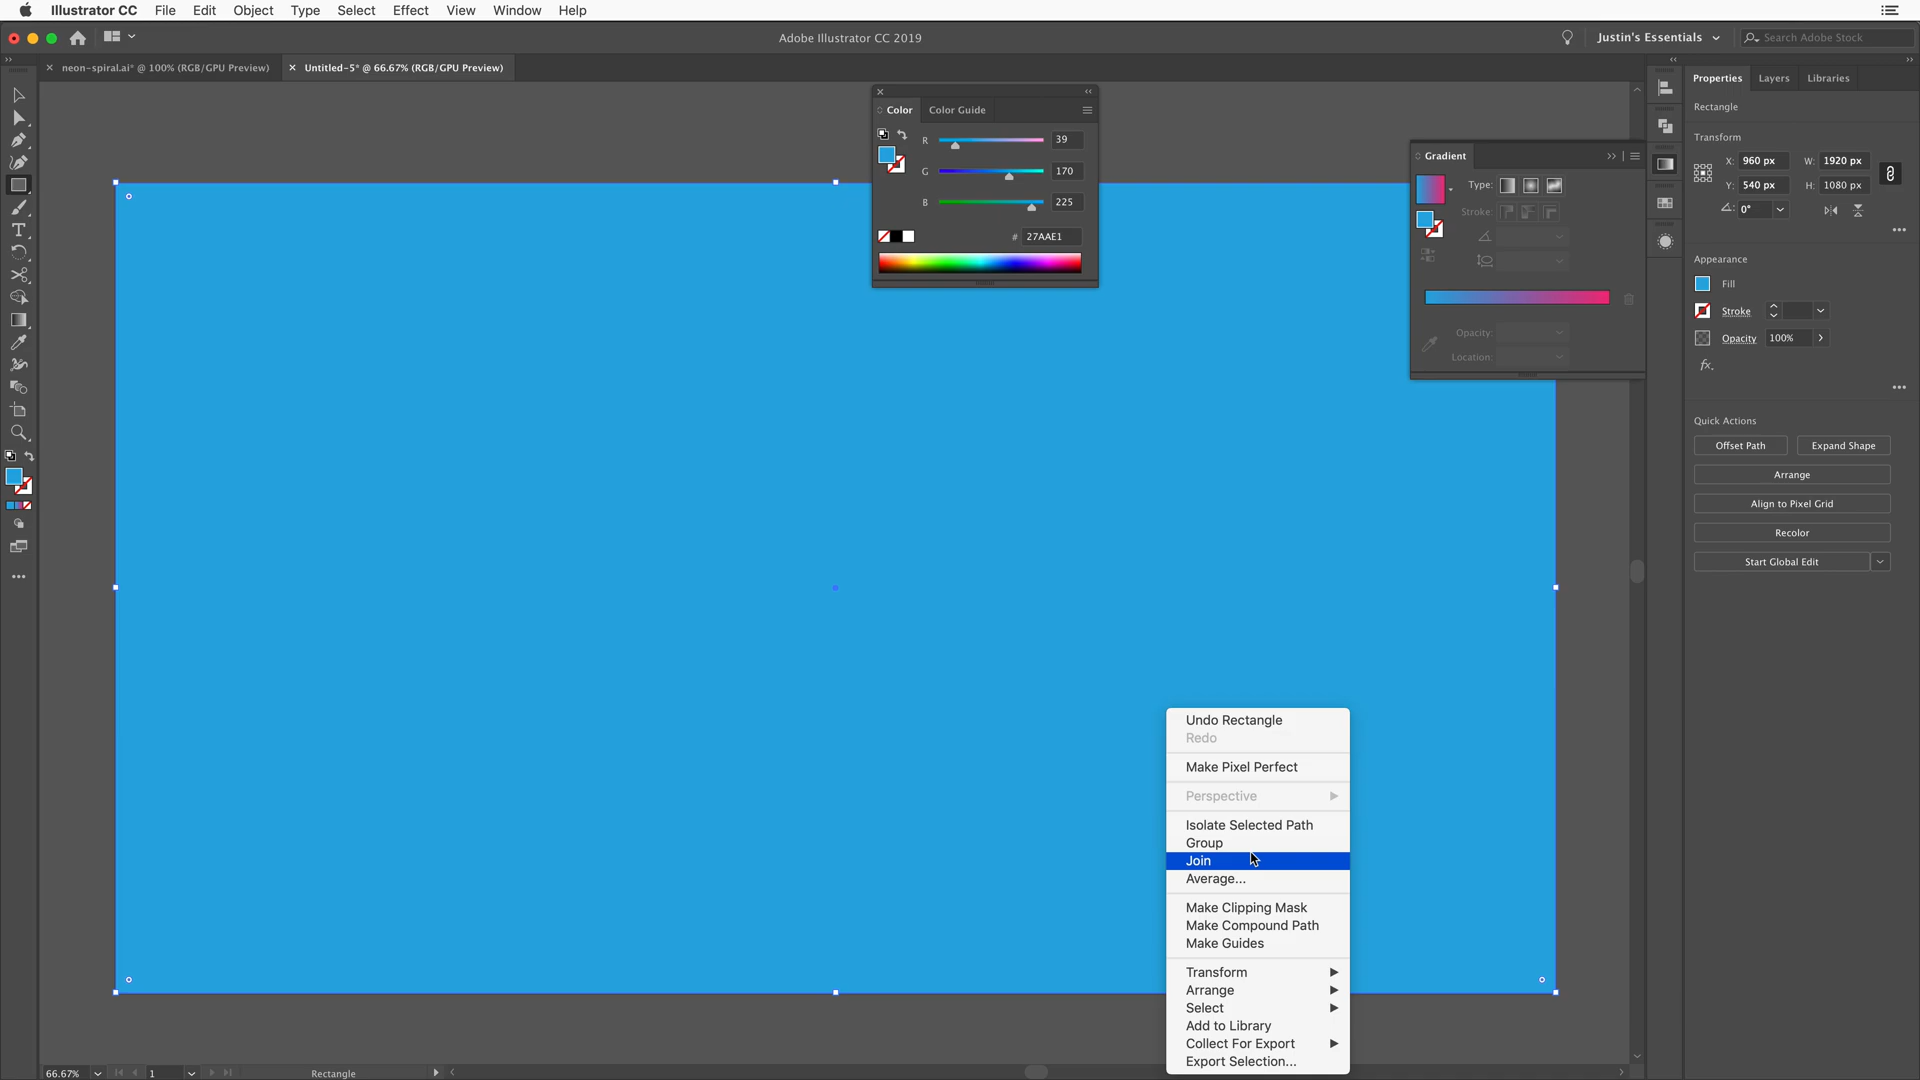 Illustrator CC File Edit Object Type Select Effect View Window Help
Adobe Illustrator CC 2019
Justin's Essentials
Search Adobe Stock
neon-spiral.ai* @ 100% (RGB/GPU Preview)
Untitled-5* @ 66.67% (RGB/GPU Preview)
Color Color Guide
R 39
G 170
B 225
# 27AAE1
Gradient
Type:
Stroke:
Opacity:
Location:
Properties Layers Libraries
Rectangle
Transform
X: 960 px W: 1920 px
Y: 540 px H: 1080 px
0°
Appearance
Fill
Stroke
Opacity 100%
fx.
Quick Actions
Offset Path Expand Shape
Arrange
Align to Pixel Grid
Recolor
Start Global Edit
Undo Rectangle
Redo
Make Pixel Perfect
Perspective
Isolate Selected Path
Group
Join
Average...
Make Clipping Mask
Make Compound Path
Make Guides
Transform
Arrange
Select
Add to Library
Collect For Export
Export Selection...
66.67% 1 Rectangle